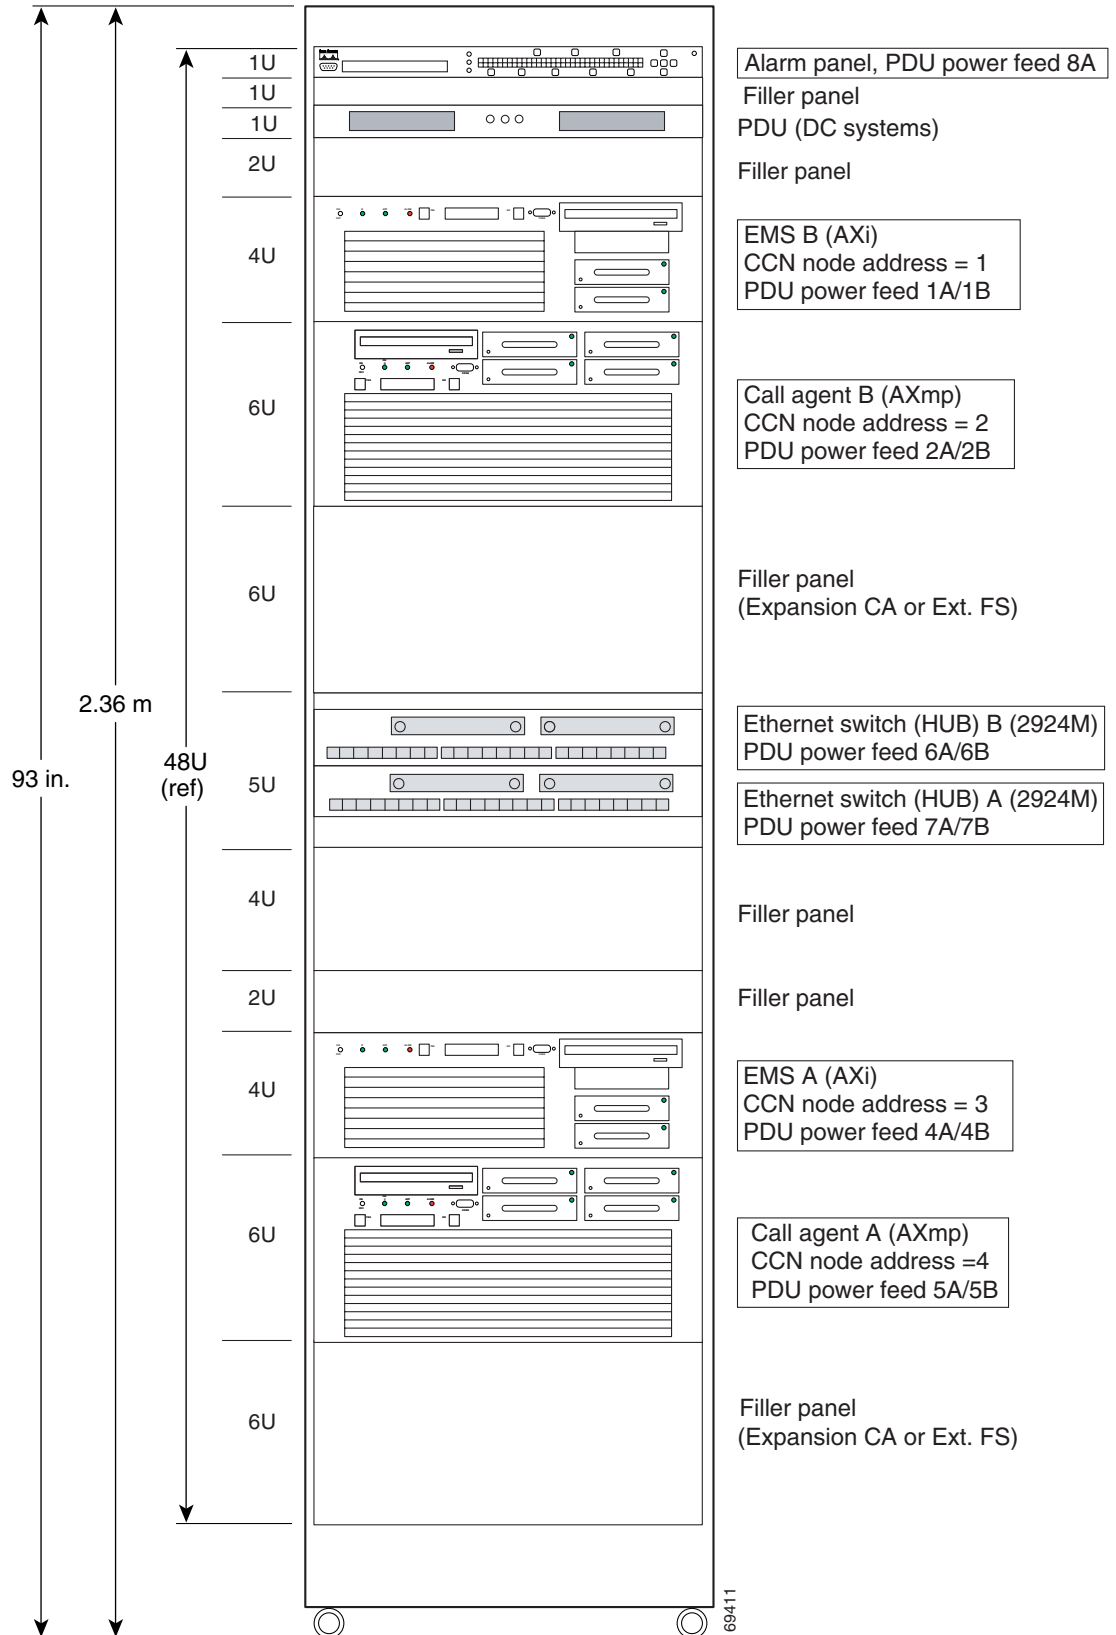 1U
Alarm panel, PDU power feed 8A
1U
Filler panel
1U
PDU (DC systems)
2U
Filler panel
4U
EMS B (AXi)
CCN node address = 1
PDU power feed 1A/1B
6U
Call agent B (AXmp)
CCN node address = 2
PDU power feed 2A/2B
6U
Filler panel
(Expansion CA or Ext. FS)
93 in.
2.36 m
48U
(ref)
5U
Ethernet switch (HUB) B (2924M)
PDU power feed 6A/6B
Ethernet switch (HUB) A (2924M)
PDU power feed 7A/7B
4U
Filler panel
2U
Filler panel
4U
EMS A (AXi)
CCN node address = 3
PDU power feed 4A/4B
6U
Call agent A (AXmp)
CCN node address =4
PDU power feed 5A/5B
6U
Filler panel
(Expansion CA or Ext. FS)
69411